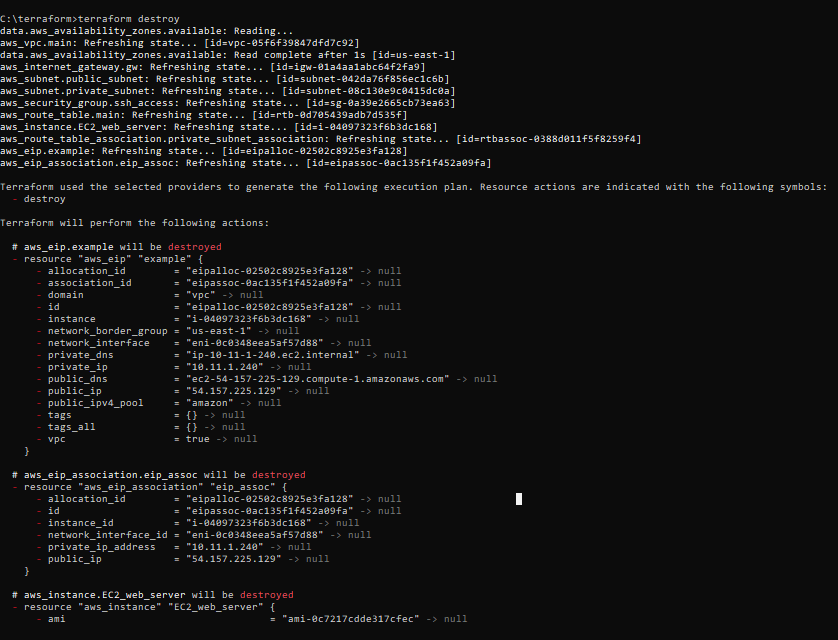 C:\terraform>terraform destroy
data.aws_availability_zones.available: Reading...
aws_vpc.main: Refreshing state... [id=vpc-05f6f39847dfd7c92]
data.aws_availability_zones.available: Read complete after 1s [id=us-east-1]
aws_internet_gateway.gw: Refreshing state... [id=igw-01a4aa1abc64f2fa9]
aws_subnet.public_subnet: Refreshing state... [id=subnet-042da76f856ec1c6b]
aws_subnet.private_subnet: Refreshing state... [id=subnet-08c130e9c0415dc0a]
aws_security_group.ssh_access: Refreshing state... [id=sg-0a39e2665cb73ea63]
aws_route_table.main: Refreshing state... [id=rtb-0d705439adb7d535f]
aws_instance.EC2_web_server: Refreshing state... [id=i-04097323f6b3dc168]
aws_route_table_association.private_subnet_association: Refreshing state... [id=rtbassoc-0388d011f5f8259f4]
aws_eip.example: Refreshing state... [id=eipalloc-02502c8925e3fa128]
aws_eip_association.eip_assoc: Refreshing state... [id=eipassoc-0ac135f1f452a09fa]
Terraform used the selected providers to generate the following execution plan. Resource actions are indicated with the following symbols:
- destroy
Terraform will perform the following actions:
# aws_eip.example will be destroyed
- resource "aws_eip" "example" {
- allocation_id = "eipalloc-02502c8925e3fa128" -> null
- association_id = "eipassoc-0ac135f1f452a09fa" -> null
- domain = "vpc" -> null
- id = "eipalloc-02502c8925e3fa128" -> null
- instance = "i-04097323f6b3dc168" -> null
- network_border_group = "us-east-1" -> null
- network_interface = "eni-0c0348eea5af57d88" -> null
- private_dns = "ip-10-11-1-240.ec2.internal" -> null
- private_ip = "10.11.1.240" -> null
- public_dns = "ec2-54-157-225-129.compute-1.amazonaws.com" -> null
- public_ip = "54.157.225.129" -> null
- public_ipv4_pool = "amazon" -> null
- tags = {} -> null
- tags_all = {} -> null
- vpc = true -> null
}
# aws_eip_association.eip_assoc will be destroyed
- resource "aws_eip_association" "eip_assoc" {
- allocation_id = "eipalloc-02502c8925e3fa128" -> null
- id = "eipassoc-0ac135f1f452a09fa" -> null
- instance_id = "i-04097323f6b3dc168" -> null
- network_interface_id = "eni-0c0348eea5af57d88" -> null
- private_ip_address = "10.11.1.240" -> null
- public_ip = "54.157.225.129" -> null
}
# aws_instance.EC2_web_server will be destroyed
- resource "aws_instance" "EC2_web_server" {
- ami = "ami-0c7217cdde317cfec" -> null